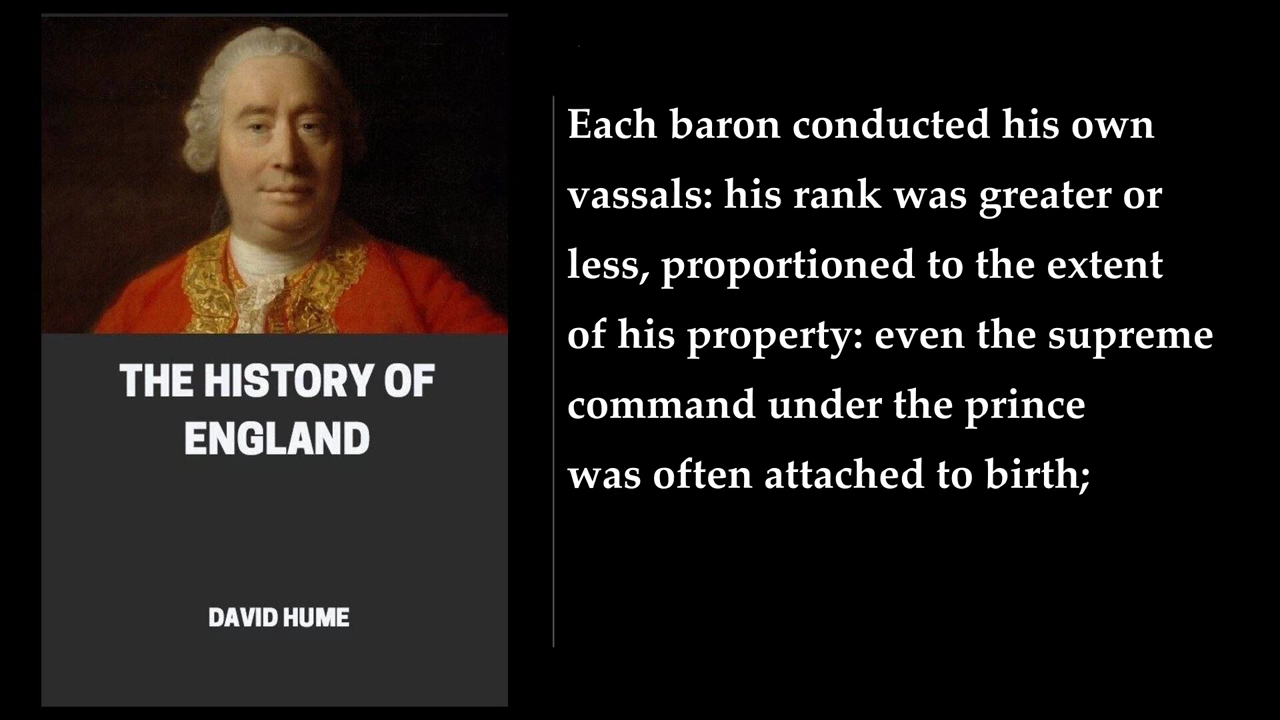 THE HISTORY OF
ENGLAND
DAVID HUME
Each baron conducted his own
vassals: his rank was greater or
less, proportioned to the extent
of his property: even the supreme
command under the prince
was often attached to birth;